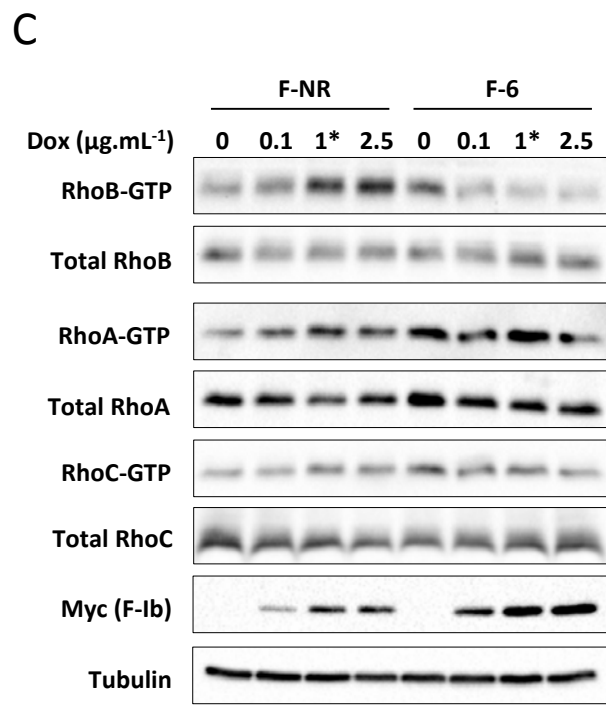 C
F-NR F-6
Dox (µg.mL⁻¹) 0 0.1 1* 2.5 0 0.1 1* 2.5
RhoB-GTP
Total RhoB
RhoA-GTP
Total RhoA
RhoC-GTP
Total RhoC
Myc (F-Ib)
Tubulin